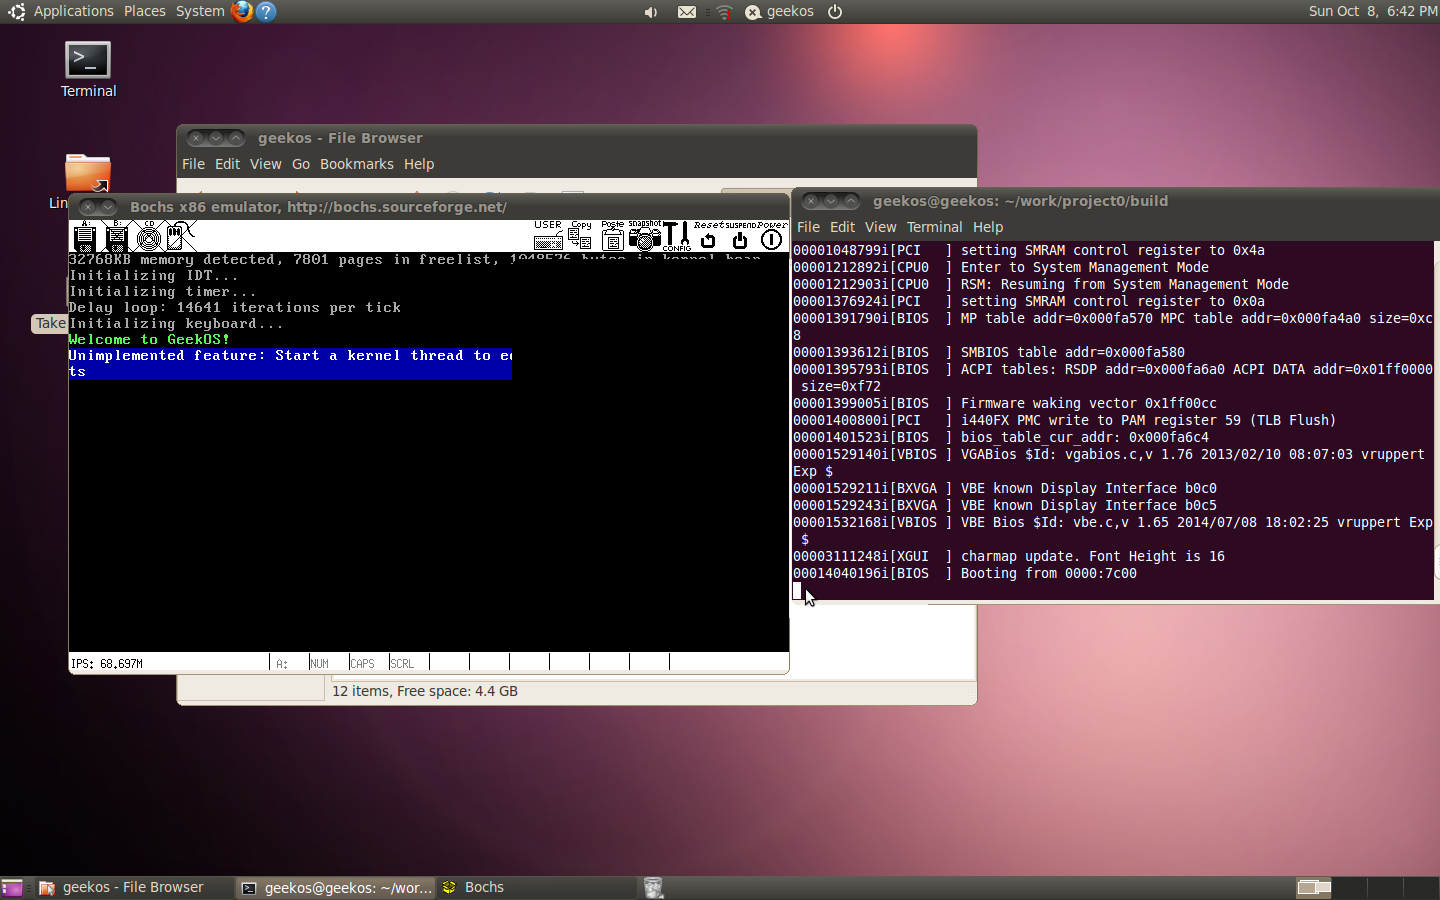 Applications Places System
geekos
Sun Oct 8, 6:42 PM
Terminal
Lin
Take
geekos - File Browser
File Edit View Go Bookmarks Help
Bochs x86 emulator, http://bochs.sourceforge.net/
A: B: CD
USER Copy Paste snapshot CONFIG Reset SUSPEND Power
32768KB memory detected, 7801 pages in freelist, 1048576 bytes in kernel heap
Initializing IDT...
Initializing timer...
Delay loop: 14641 iterations per tick
Initializing keyboard...
Welcome to GeekOS!
Unimplemented feature: Start a kernel thread to ec
ts
IPS: 68.697M A: NUM CAPS SCRL
12 items, Free space: 4.4 GB
geekos@geekos: ~/work/project0/build
File Edit View Terminal Help
00001048799i[PCI ] setting SMRAM control register to 0x4a
00001212892i[CPU0 ] Enter to System Management Mode
00001212903i[CPU0 ] RSM: Resuming from System Management Mode
00001376924i[PCI ] setting SMRAM control register to 0x0a
00001391790i[BIOS ] MP table addr=0x000fa570 MPC table addr=0x000fa4a0 size=0xc
8
00001393612i[BIOS ] SMBIOS table addr=0x000fa580
00001395793i[BIOS ] ACPI tables: RSDP addr=0x000fa6a0 ACPI DATA addr=0x01ff0000
size=0xf72
00001399005i[BIOS ] Firmware waking vector 0x1ff00cc
00001400800i[PCI ] i440FX PMC write to PAM register 59 (TLB Flush)
00001401523i[BIOS ] bios_table_cur_addr: 0x000fa6c4
00001529140i[VBIOS ] VGABios $Id: vgabios.c,v 1.76 2013/02/10 08:07:03 vruppert
Exp $
00001529211i[BXVGA ] VBE known Display Interface b0c0
00001529243i[BXVGA ] VBE known Display Interface b0c5
00001532168i[VBIOS ] VBE Bios $Id: vbe.c,v 1.65 2014/07/08 18:02:25 vruppert Exp
$
00003111248i[XGUI ] charmap update. Font Height is 16
00014040196i[BIOS ] Booting from 0000:7c00
geekos - File Browser
geekos@geekos: ~/wor...
Bochs